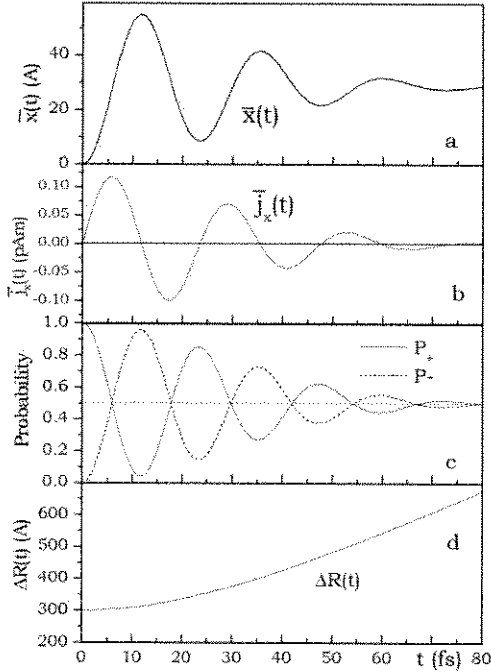 x̄(t) (A)
40
20
0
x̄(t)
a
j̄ₓ(t) (pAm)
0.10
0.05
0.00
-0.05
-0.10
j̄ₓ(t)
b
Probability
1.0
0.8
0.6
0.4
0.2
0.0
P₊
P₋
c
ΔR(t) (A)
600
500
400
300
200
ΔR(t)
d
0 10 20 30 40 50 60 70 80
t (fs)